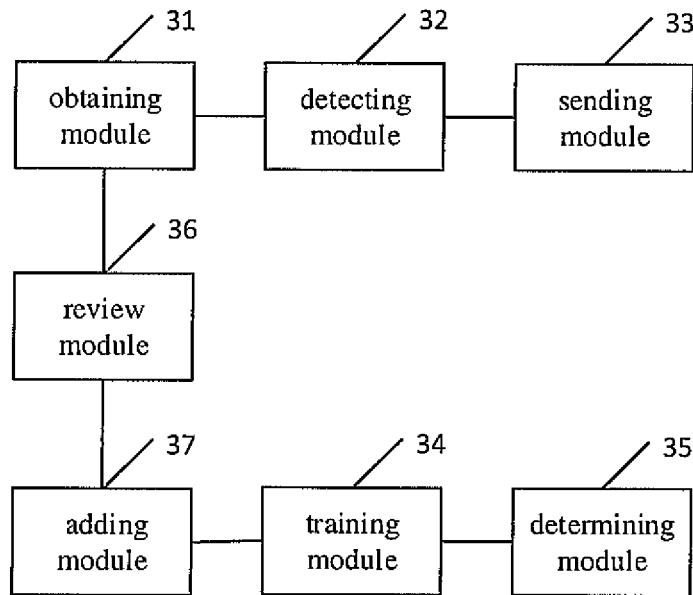 31
32
33
obtaining
module
detecting
module
sending
module
36
review
module
37
34
35
adding
module
training
module
determining
module